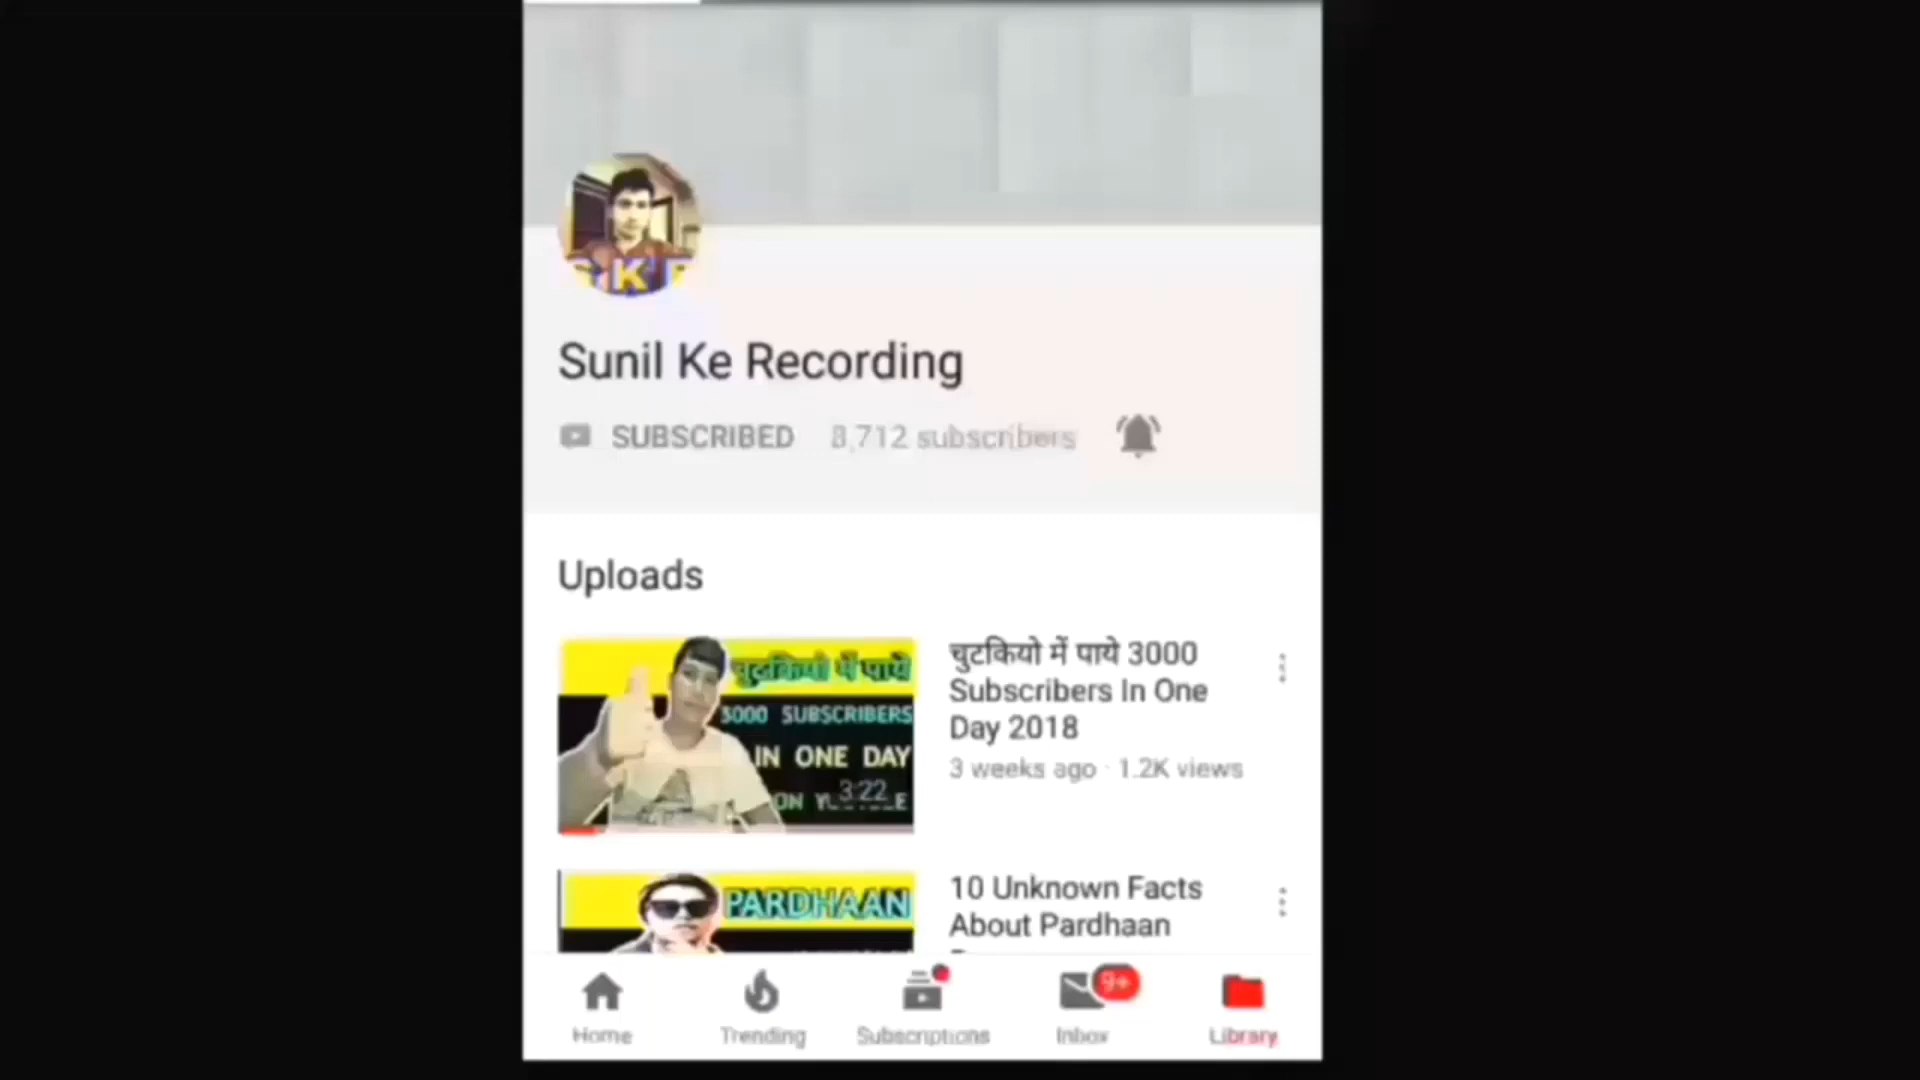 SKR
Sunil Ke Recording
SUBSCRIBED 8,712 subscribers
Uploads
चुटकियो में पाये
3000 SUBSCRIBERS
IN ONE DAY
ON
3:22
चुटकियो में पाये 3000
Subscribers In One
Day 2018
3 weeks ago · 1.2K views
PARDHAAN
10 Unknown Facts
About Pardhaan
9+
Home Trending Subscriptions Inbox Library